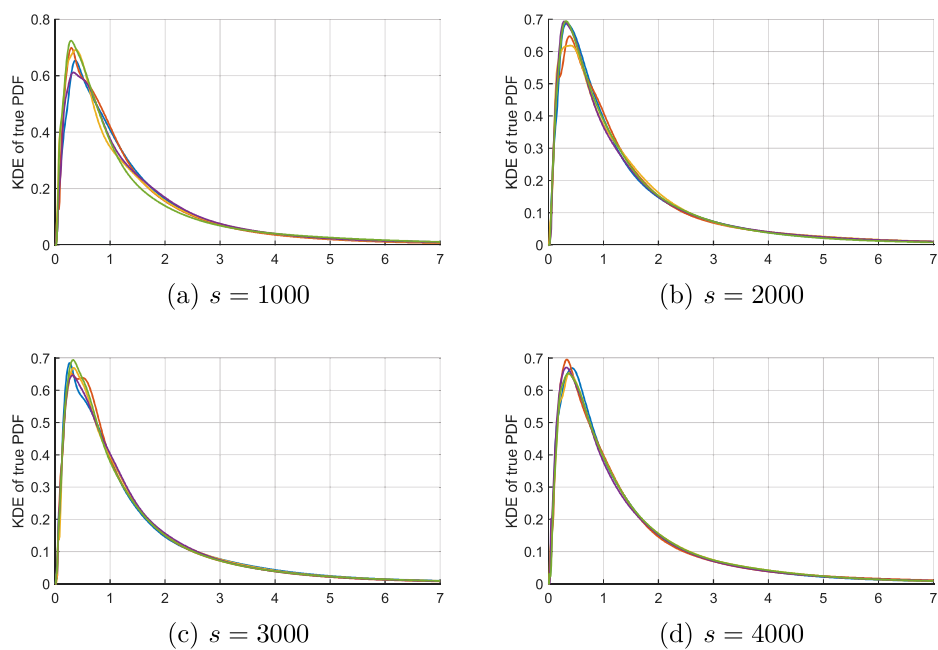 KDE of true PDF
0.8
0.6
0.4
0.2
0
0 1 2 3 4 5 6 7
(a) s = 1000
KDE of true PDF
0.7
0.6
0.5
0.4
0.3
0.2
0.1
0
0 1 2 3 4 5 6 7
(b) s = 2000
KDE of true PDF
0.7
0.6
0.5
0.4
0.3
0.2
0.1
0
0 1 2 3 4 5 6 7
(c) s = 3000
KDE of true PDF
0.7
0.6
0.5
0.4
0.3
0.2
0.1
0
0 1 2 3 4 5 6 7
(d) s = 4000